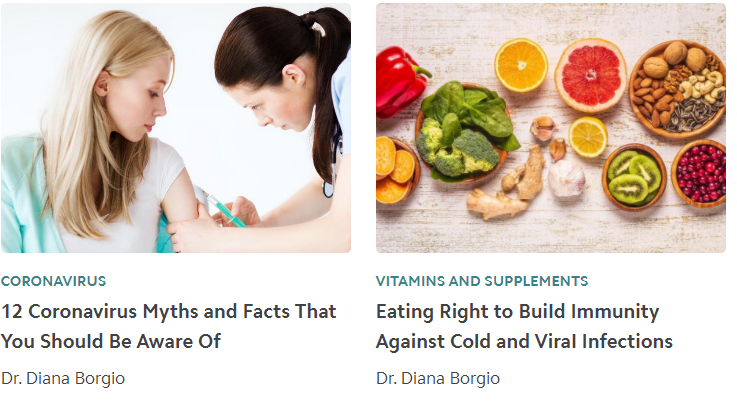 CORONAVIRUS
12 Coronavirus Myths and Facts That
You Should Be Aware Of
Dr. Diana Borgio
VITAMINS AND SUPPLEMENTS
Eating Right to Build Immunity
Against Cold and Viral Infections
Dr. Diana Borgio